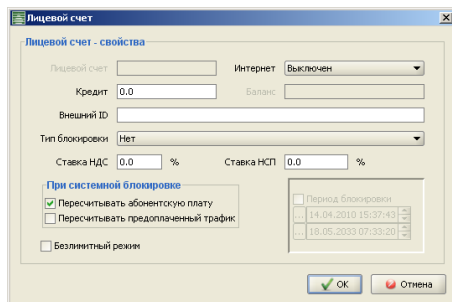 Лицевой счет
Лицевой счет - свойства
Лицевой счет Интернет Выключен
Кредит 0.0 Баланс
Внешний ID
Тип блокировки Нет
Ставка НДС 0.0 % Ставка НСП 0.0 %
При системной блокировке
Пересчитывать абонентскую плату
Пересчитывать предоплаченный трафик
Период блокировки
... 14.04.2010 15:37:43
... 18.05.2033 07:33:20
Безлимитный режим
OK Отмена